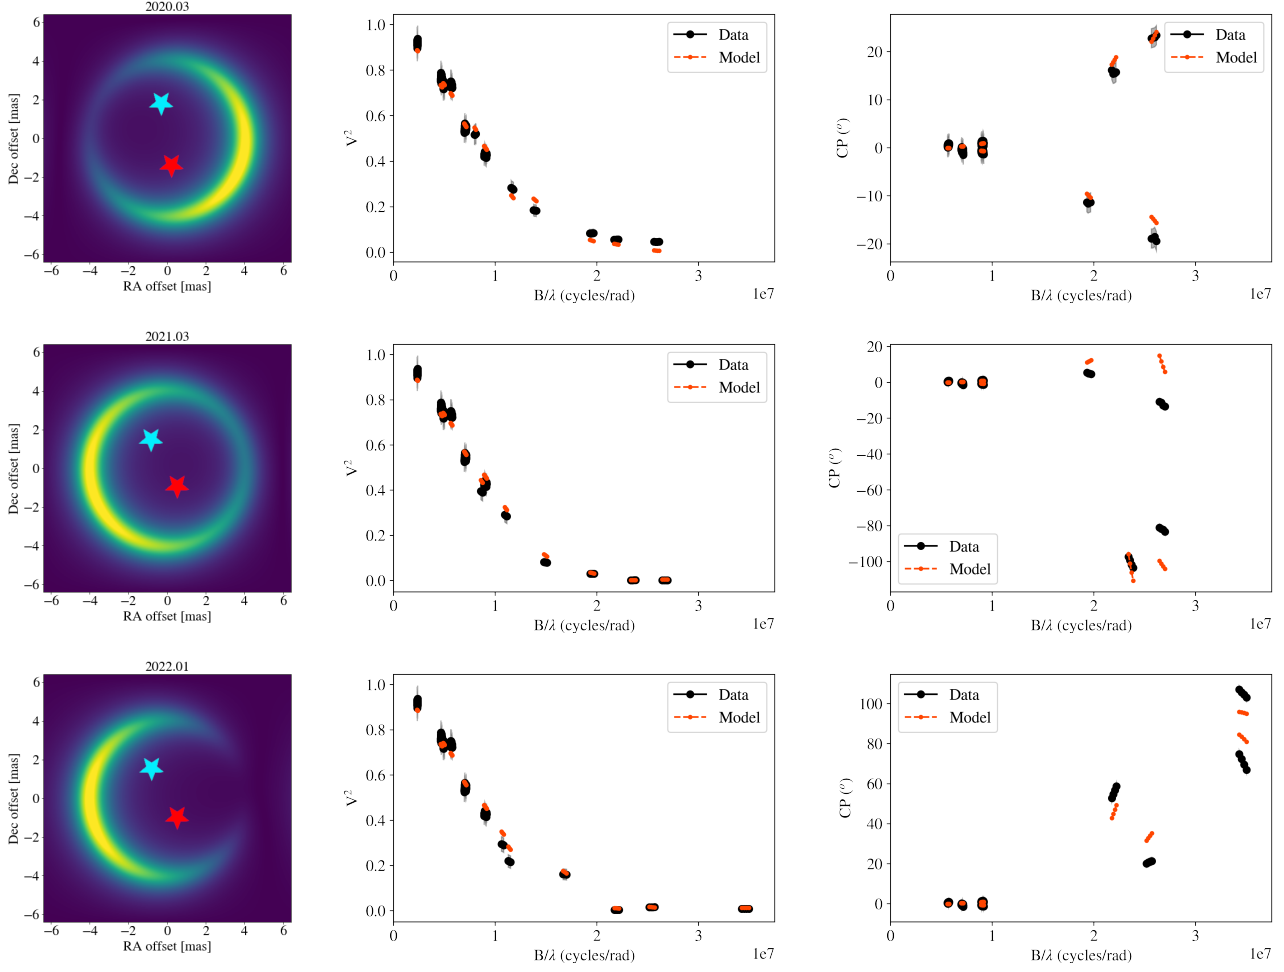 2020.03
6
4
2
0
−2
−4
−6
Dec offset [mas]
−6 −4 −2 0 2 4 6
RA offset [mas]
1.0
0.8
0.6
0.4
0.2
0.0
V²
Data
Model
0 1 2 3
B/λ (cycles/rad)
1e7
20
10
0
−10
−20
CP (°)
Data
Model
0 1 2 3
B/λ (cycles/rad)
1e7
2021.03
6
4
2
0
−2
−4
−6
Dec offset [mas]
−6 −4 −2 0 2 4 6
RA offset [mas]
1.0
0.8
0.6
0.4
0.2
0.0
V²
Data
Model
0 1 2 3
B/λ (cycles/rad)
1e7
20
0
−20
−40
−60
−80
−100
CP (°)
Data
Model
0 1 2 3
B/λ (cycles/rad)
1e7
2022.01
6
4
2
0
−2
−4
−6
Dec offset [mas]
−6 −4 −2 0 2 4 6
RA offset [mas]
1.0
0.8
0.6
0.4
0.2
0.0
V²
Data
Model
0 1 2 3
B/λ (cycles/rad)
1e7
100
80
60
40
20
0
CP (°)
Data
Model
0 1 2 3
B/λ (cycles/rad)
1e7